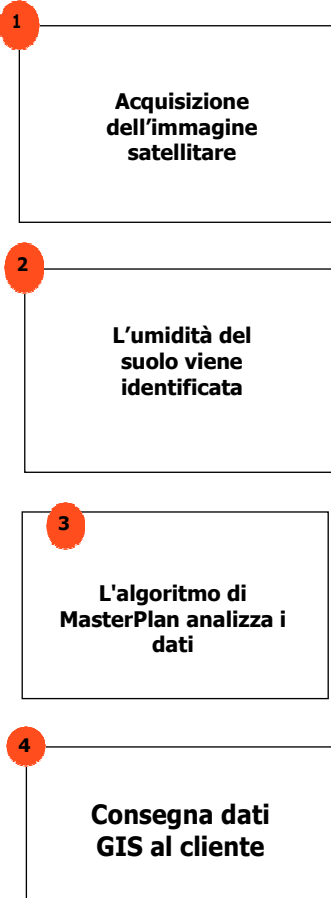 1
Acquisizione
dell’immagine
satellitare
2
L’umidità del
suolo viene
identificata
3
L'algoritmo di
MasterPlan analizza i
dati
4
Consegna dati
GIS al cliente